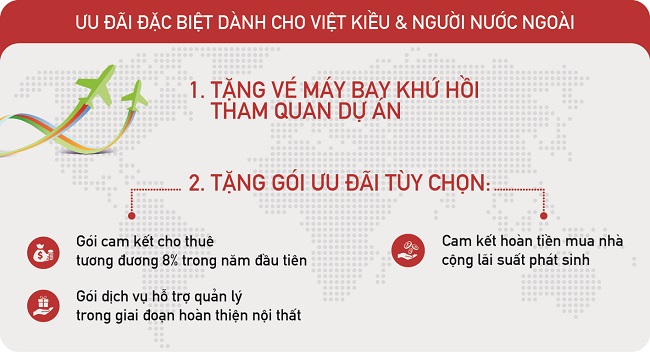 ƯU ĐÃI ĐẶC BIỆT DÀNH CHO VIỆT KIỀU & NGƯỜI NƯỚC NGOÀI
1. TẶNG VÉ MÁY BAY KHỨ HỒI
THAM QUAN DỰ ÁN
2. TẶNG GÓI ƯU ĐÃI TÙY CHỌN:
Gói cam kết cho thuê
tương đương 8% trong năm đầu tiên
Gói dịch vụ hỗ trợ quản lý
trong giai đoạn hoàn thiện nội thất
Cam kết hoàn tiền mua nhà
cộng lãi suất phát sinh